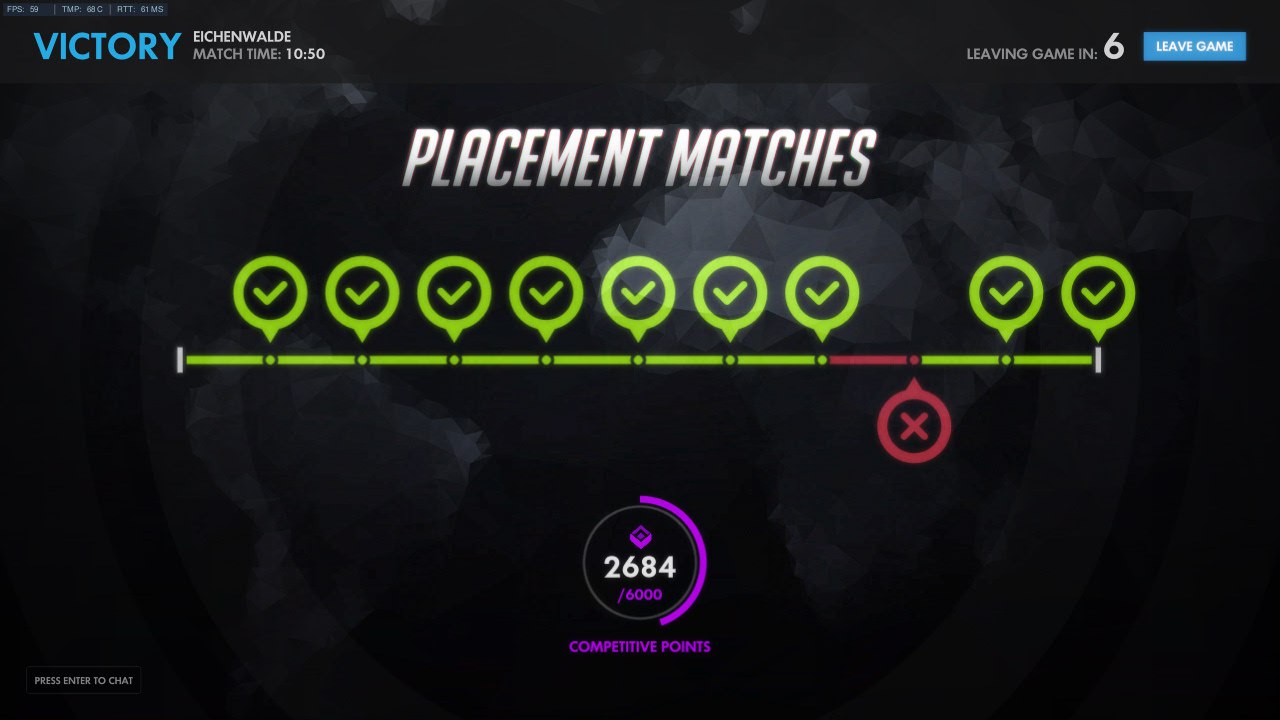 FPS: 59 | TMP: 68 C | RTT: 61 MS
VICTORY
EICHENWALDE
MATCH TIME: 10:50
LEAVING GAME IN: 6
LEAVE GAME
PLACEMENT MATCHES
2684
/6000
COMPETITIVE POINTS
PRESS ENTER TO CHAT